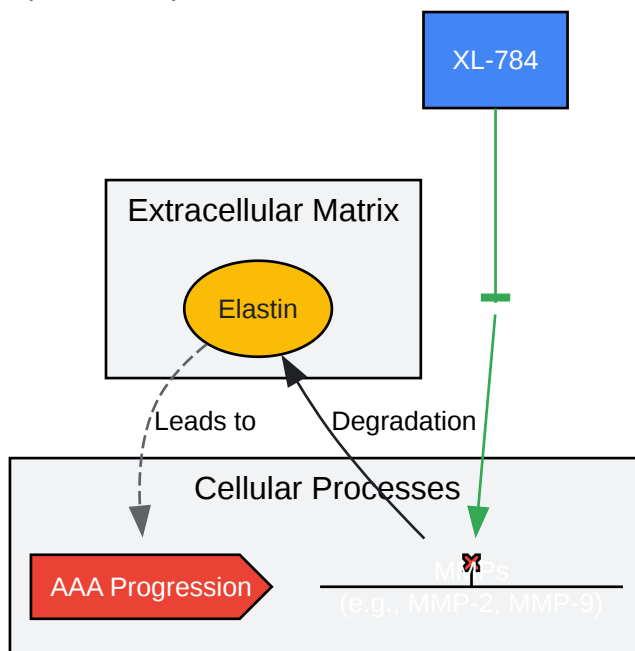 XL-784
Extracellular Matrix
Elastin
Leads to
Degradation
Cellular Processes
AAA Progression
MMPs
(e.g., MMP-2, MMP-9)